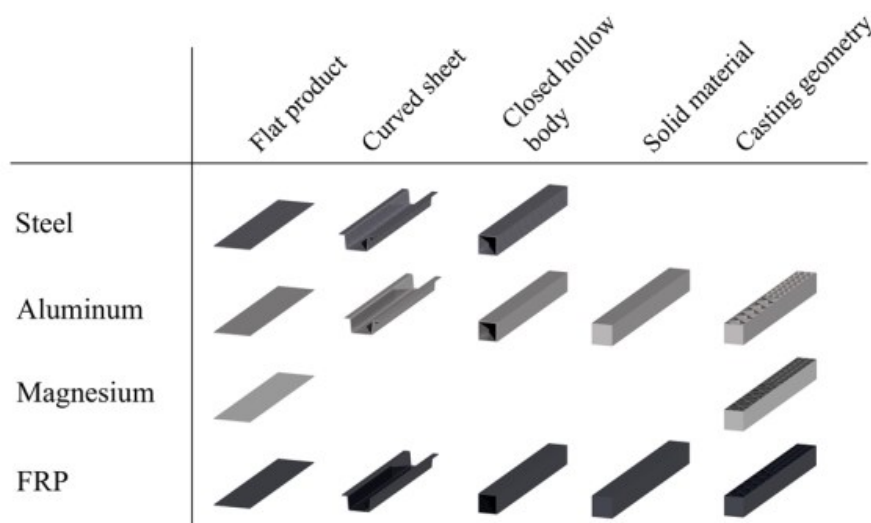 Flat product
Curved sheet
Closed hollow
body
Solid material
Casting geometry
Steel
Aluminum
Magnesium
FRP